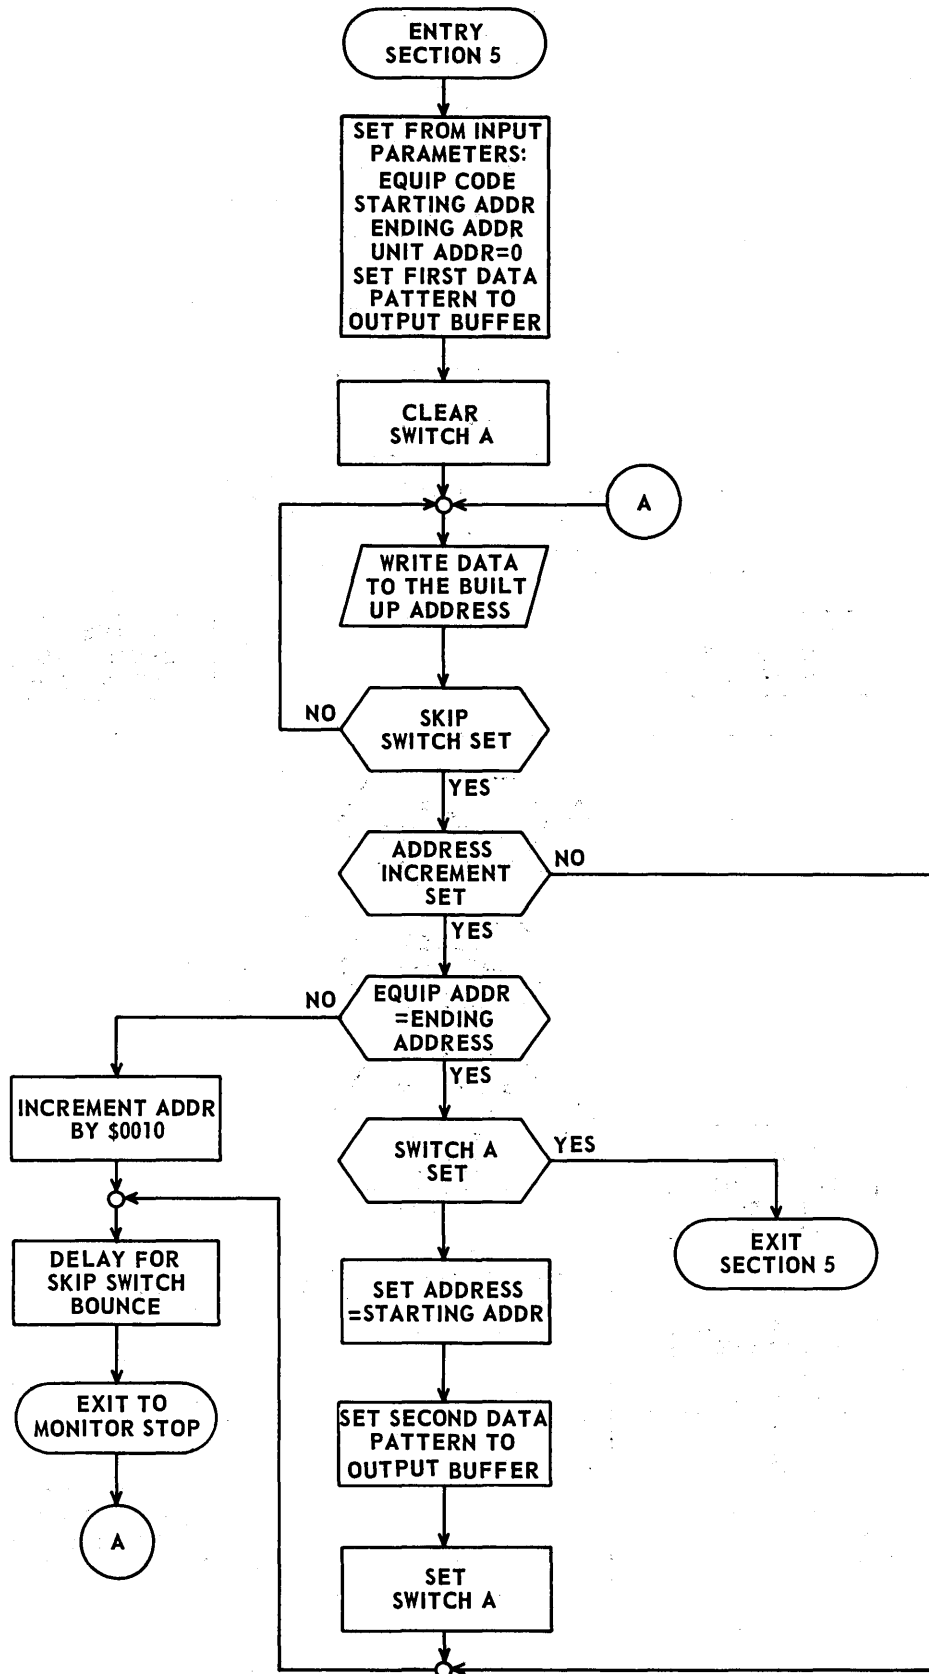 ENTRY
SECTION 5
SET FROM INPUT
PARAMETERS:
EQUIP CODE
STARTING ADDR
ENDING ADDR
UNIT ADDR=0
SET FIRST DATA
PATTERN TO
OUTPUT BUFFER
CLEAR
SWITCH A
A
WRITE DATA
TO THE BUILT
UP ADDRESS
NO
SKIP
SWITCH SET
YES
ADDRESS
INCREMENT
SET
NO
YES
NO
EQUIP ADDR
=ENDING
ADDRESS
YES
INCREMENT ADDR
BY $0010
SWITCH A
SET
YES
EXIT
SECTION 5
DELAY FOR
SKIP SWITCH
BOUNCE
SET ADDRESS
=STARTING ADDR
EXIT TO
MONITOR STOP
SET SECOND DATA
PATTERN TO
OUTPUT BUFFER
A
SET
SWITCH A